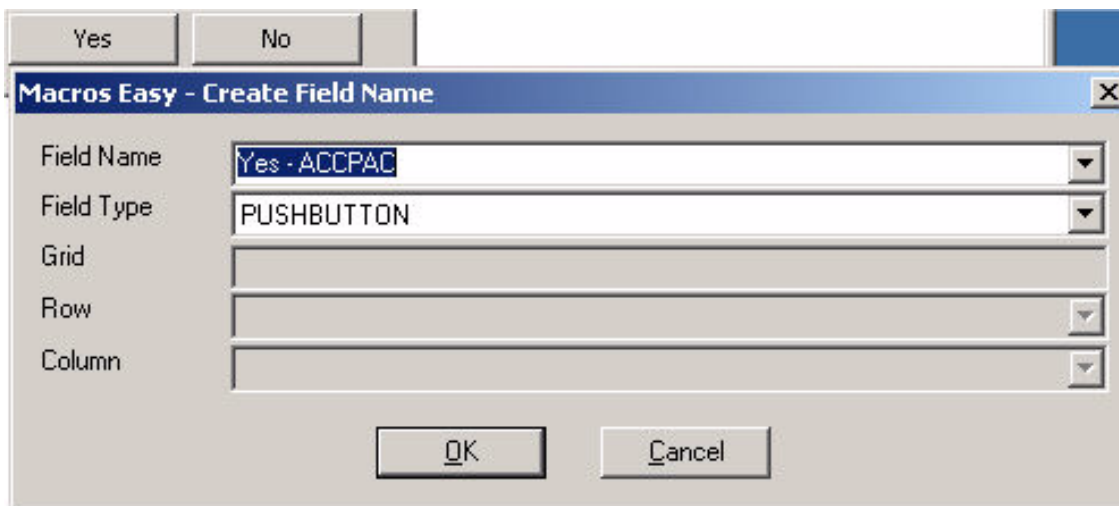 Yes No
Macros Easy - Create Field Name
Field Name Yes - ACCPAC
Field Type PUSHBUTTON
Grid
Row
Column
OK Cancel